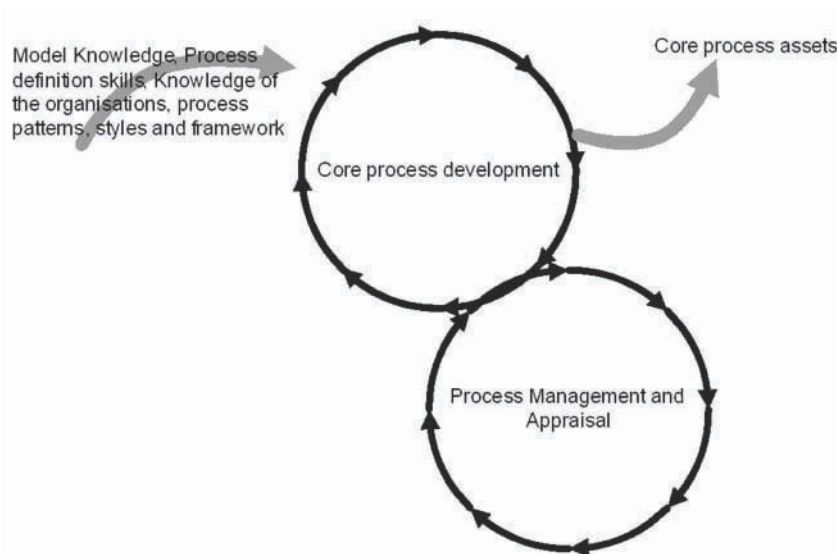 Model Knowledge, Process
definition skills, Knowledge of
the organisations, process
patterns, styles and framework
Core process assets
Core process development
Process Management and
Appraisal